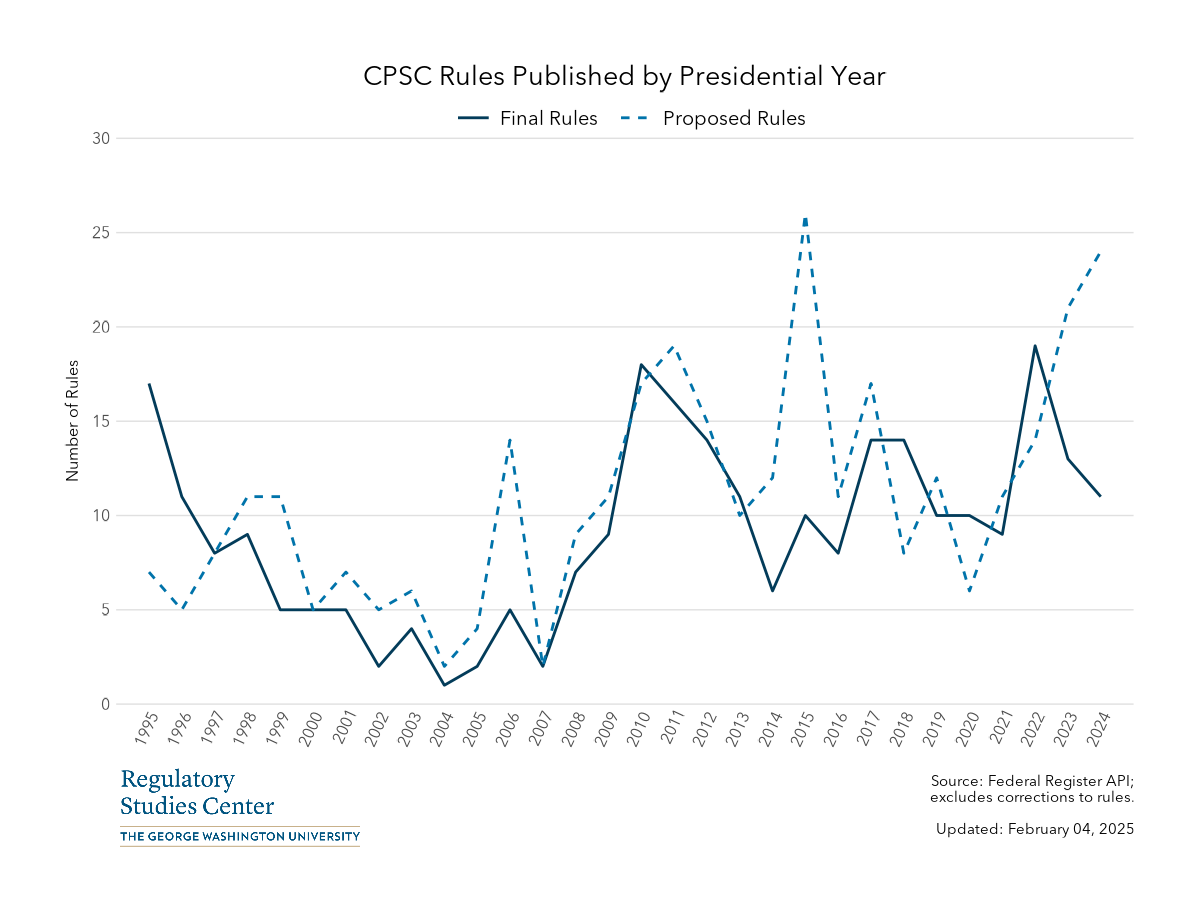 CPSC Rules Published by Presidential Year
Final Rules Proposed Rules
30
25
20
15
10
5
0
Number of Rules
1995 1996 1997 1998 1999 2000 2001 2002 2003 2004 2005 2006 2007 2008 2009 2010 2011 2012 2013 2014 2015 2016 2017 2018 2019 2020 2021 2022 2023 2024
Regulatory
Studies Center
THE GEORGE WASHINGTON UNIVERSITY
Source: Federal Register API;
excludes corrections to rules.
Updated: February 04, 2025